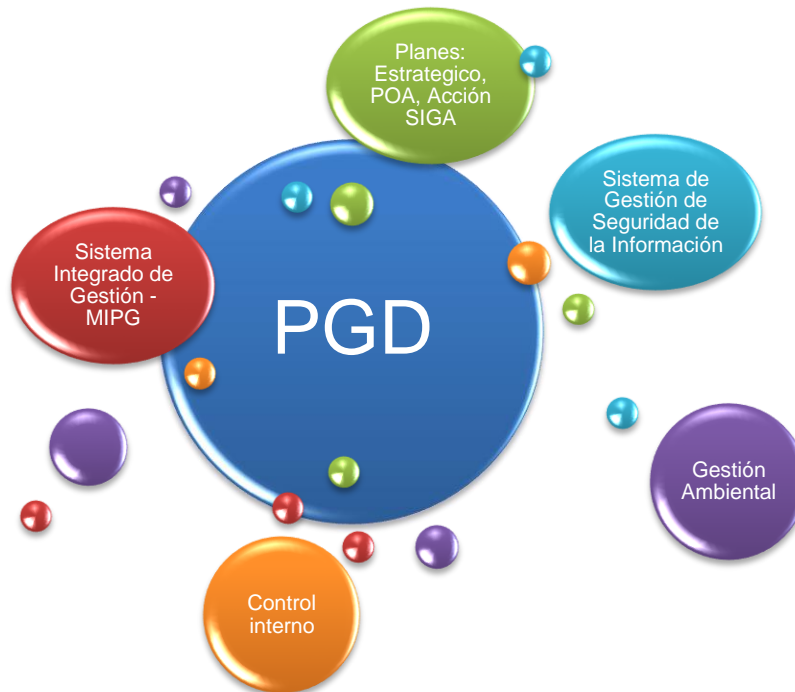 Planes:
Estrategico,
POA, Acción
SIGA
Sistema de
Gestión de
Seguridad de
la Información
Sistema
Integrado de
Gestión -
MIPG
PGD
Gestión
Ambiental
Control
interno